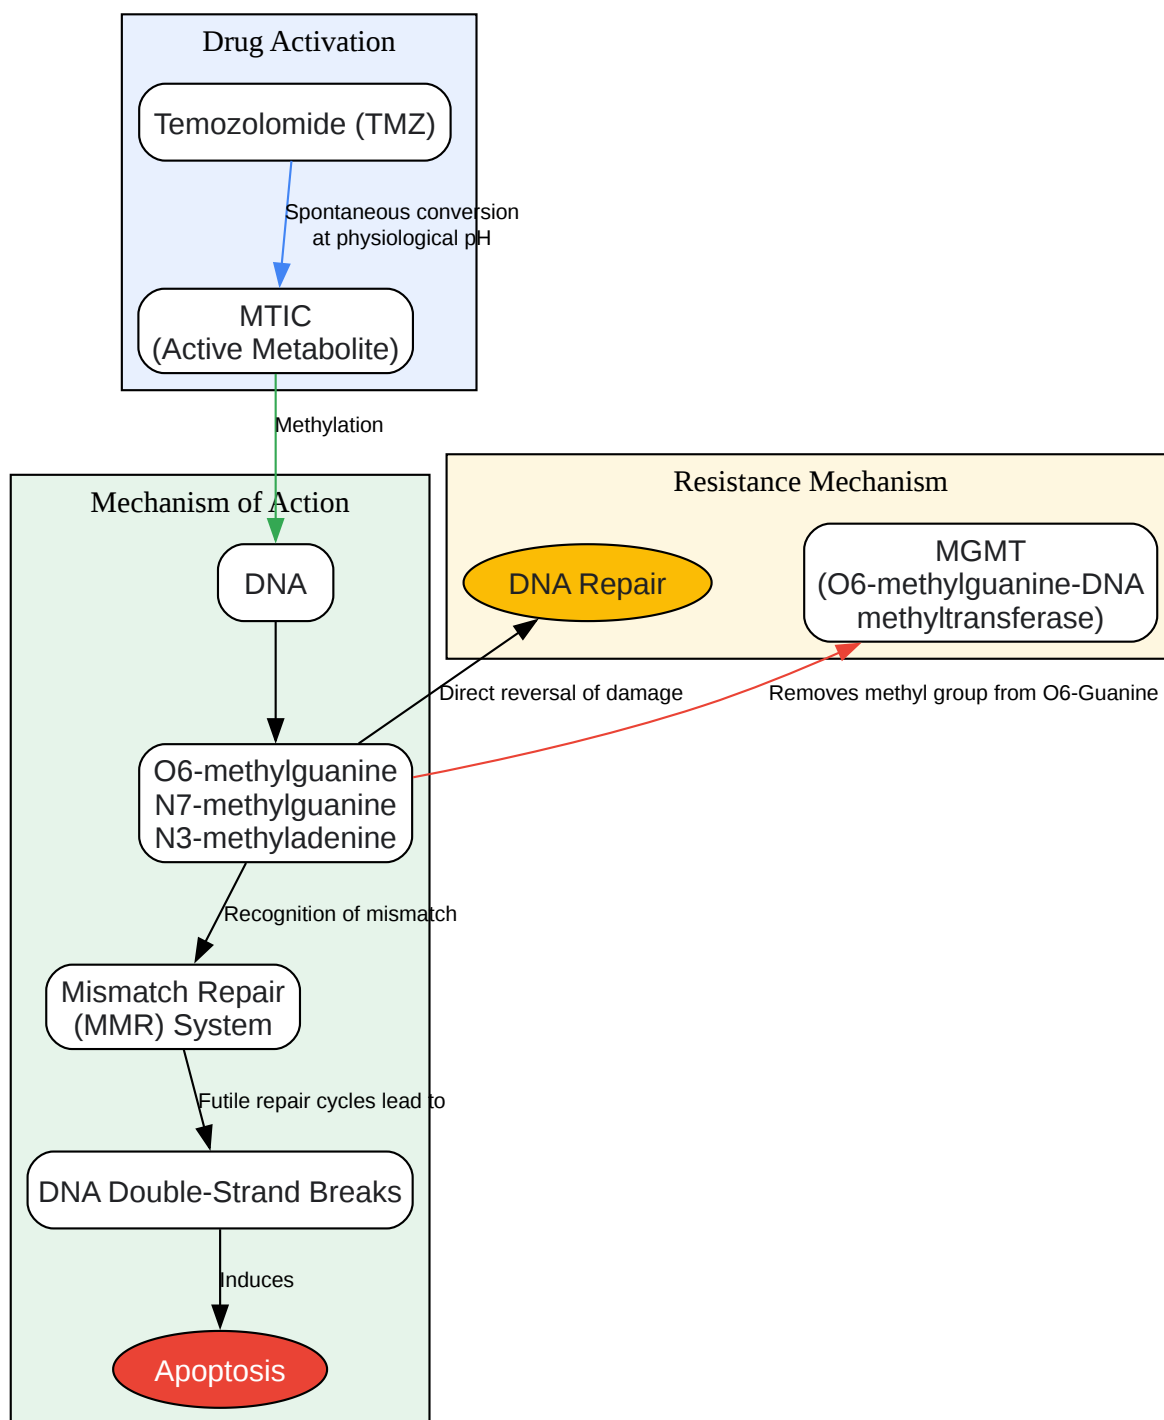 Drug Activation
Temozolomide (TMZ)
Spontaneous conversion
at physiological pH
MTIC
(Active Metabolite)
Methylation
Mechanism of Action
DNA
Resistance Mechanism
DNA Repair
MGMT
(O6-methylguanine-DNA
methyltransferase)
Direct reversal of damage
Removes methyl group from O6-Guanine
O6-methylguanine
N7-methylguanine
N3-methyladenine
Recognition of mismatch
Mismatch Repair
(MMR) System
Futile repair cycles lead to
DNA Double-Strand Breaks
Induces
Apoptosis